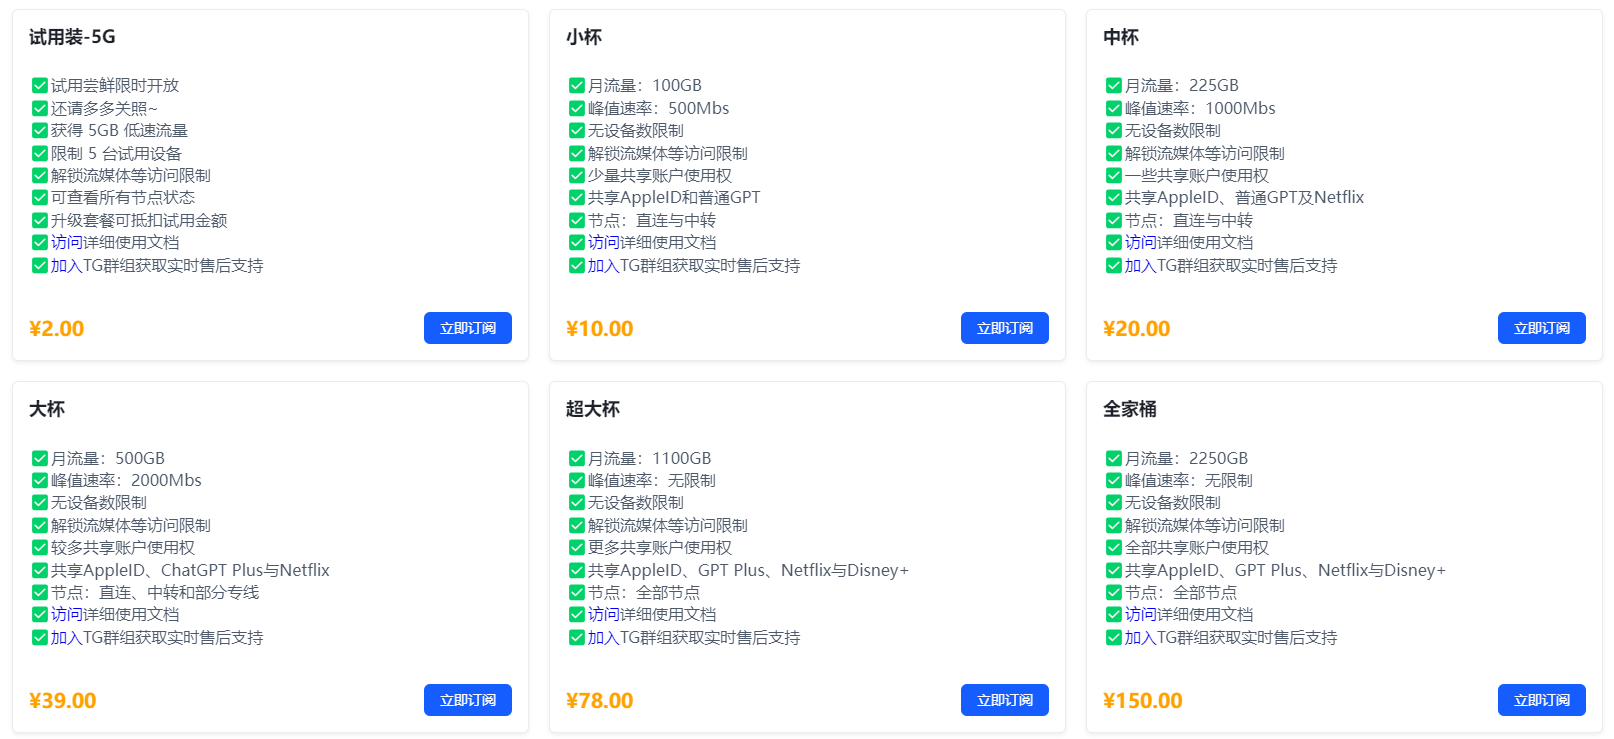 试用装-5G
试用尝鲜限时开放
还请多多关照~
获得 5GB 低速流量
限制 5 台试用设备
解锁流媒体等访问限制
可查看所有节点状态
升级套餐可抵扣试用金额
访问详细使用文档
加入TG群组获取实时售后支持
¥2.00
立即订阅
小杯
月流量：100GB
峰值速率：500Mbs
无设备数限制
解锁流媒体等访问限制
少量共享账户使用权
共享AppleID和普通GPT
节点：直连与中转
访问详细使用文档
加入TG群组获取实时售后支持
¥10.00
立即订阅
中杯
月流量：225GB
峰值速率：1000Mbs
无设备数限制
解锁流媒体等访问限制
一些共享账户使用权
共享AppleID、普通GPT及Netflix
节点：直连与中转
访问详细使用文档
加入TG群组获取实时售后支持
¥20.00
立即订阅
大杯
月流量：500GB
峰值速率：2000Mbs
无设备数限制
解锁流媒体等访问限制
较多共享账户使用权
共享AppleID、ChatGPT Plus与Netflix
节点：直连、中转和部分专线
访问详细使用文档
加入TG群组获取实时售后支持
¥39.00
立即订阅
超大杯
月流量：1100GB
峰值速率：无限制
无设备数限制
解锁流媒体等访问限制
更多共享账户使用权
共享AppleID、GPT Plus、Netflix与Disney+
节点：全部节点
访问详细使用文档
加入TG群组获取实时售后支持
¥78.00
立即订阅
全家桶
月流量：2250GB
峰值速率：无限制
无设备数限制
解锁流媒体等访问限制
全部共享账户使用权
共享AppleID、GPT Plus、Netflix与Disney+
节点：全部节点
访问详细使用文档
加入TG群组获取实时售后支持
¥150.00
立即订阅